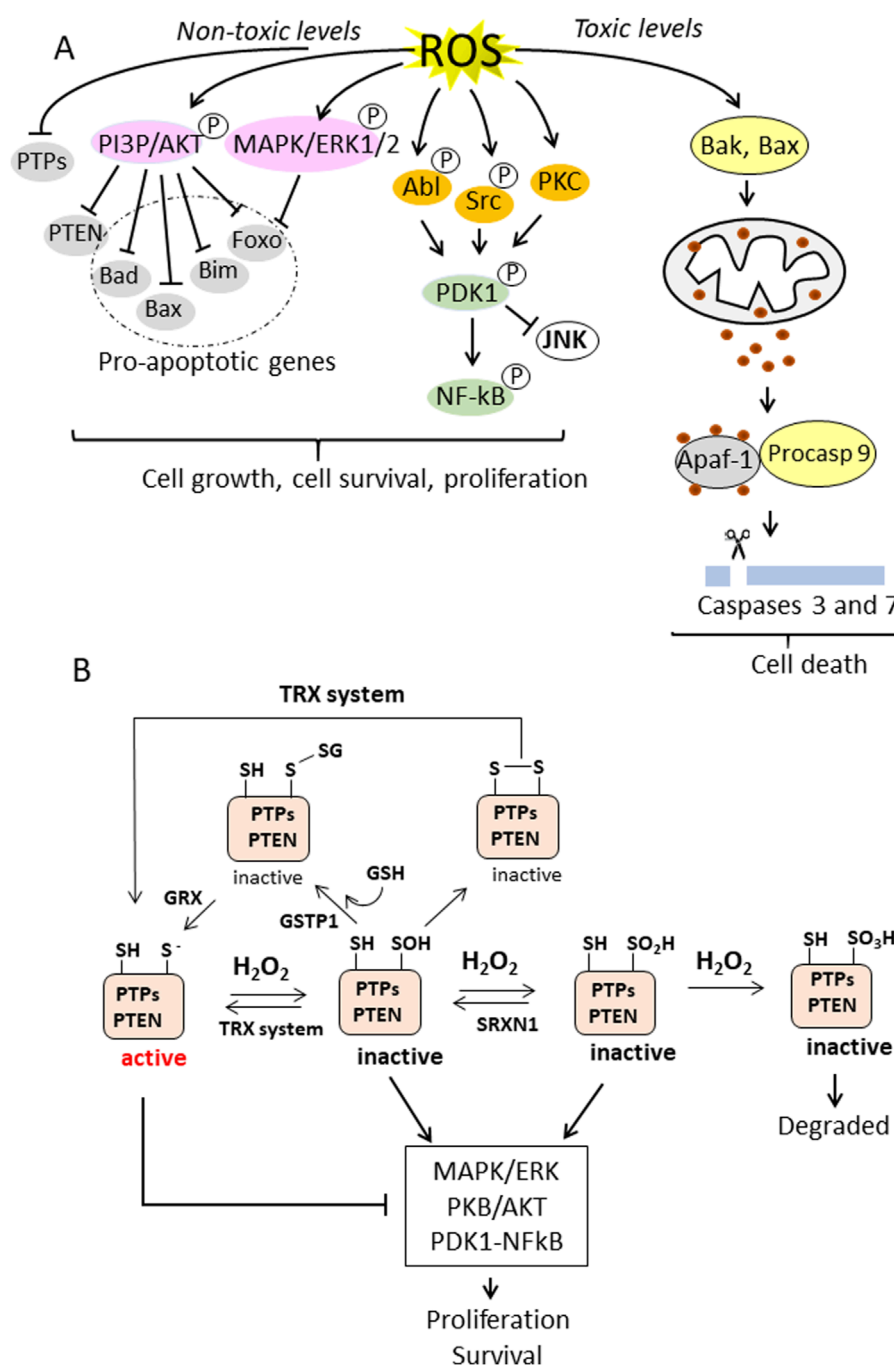 A
Non-toxic levels
ROS
Toxic levels
PTPs
PI3P/AKT
P
MAPK/ERK1/2
P
Abl
P
Src
P
PKC
Bak, Bax
PTEN
Bad
Bax
Bim
Foxo
Pro-apoptotic genes
PDK1
P
JNK
NF-kB
P
Cell growth, cell survival, proliferation
Apaf-1
Procasp 9
Caspases 3 and 7
Cell death
B
TRX system
SH
S
SG
PTPs
PTEN
inactive
S
S
PTPs
PTEN
inactive
GRX
GSTP1
GSH
SH
S-
PTPs
PTEN
active
H2O2
TRX system
SH
SOH
PTPs
PTEN
inactive
H2O2
SRXN1
SH
SO2H
PTPs
PTEN
inactive
H2O2
SH
SO3H
PTPs
PTEN
inactive
Degraded
MAPK/ERK
PKB/AKT
PDK1-NFkB
Proliferation
Survival